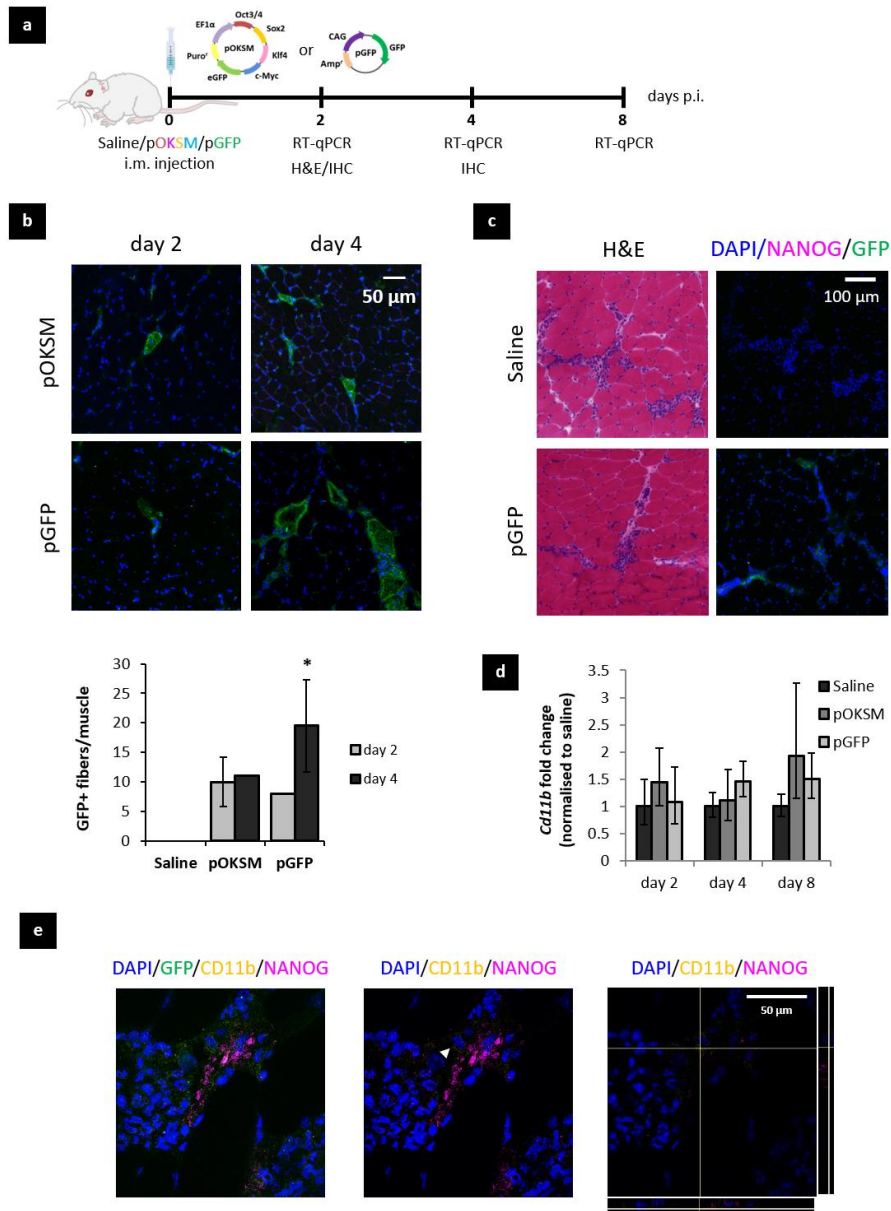 a
EF1α
Oct3/4
Sox2
Klf4
c-Myc
eGFP
Puroʳ
pOKSM
or
CAG
GFP
Ampʳ
pGFP
0
2
4
8
days p.i.
Saline/pOKSM/pGFP
i.m. injection
RT-qPCR
H&E/IHC
RT-qPCR
IHC
RT-qPCR
b
day 2
day 4
50 µm
pOKSM
pGFP
GFP+ fibers/muscle
30
25
20
15
10
5
0
*
Saline
pOKSM
pGFP
day 2
day 4
c
H&E
DAPI/NANOG/GFP
100 µm
Saline
pGFP
d
Cd11b fold change
(normalised to saline)
3.5
3
2.5
2
1.5
1
0.5
0
day 2
day 4
day 8
Saline
pOKSM
pGFP
e
DAPI/GFP/CD11b/NANOG
DAPI/CD11b/NANOG
DAPI/CD11b/NANOG
50 µm